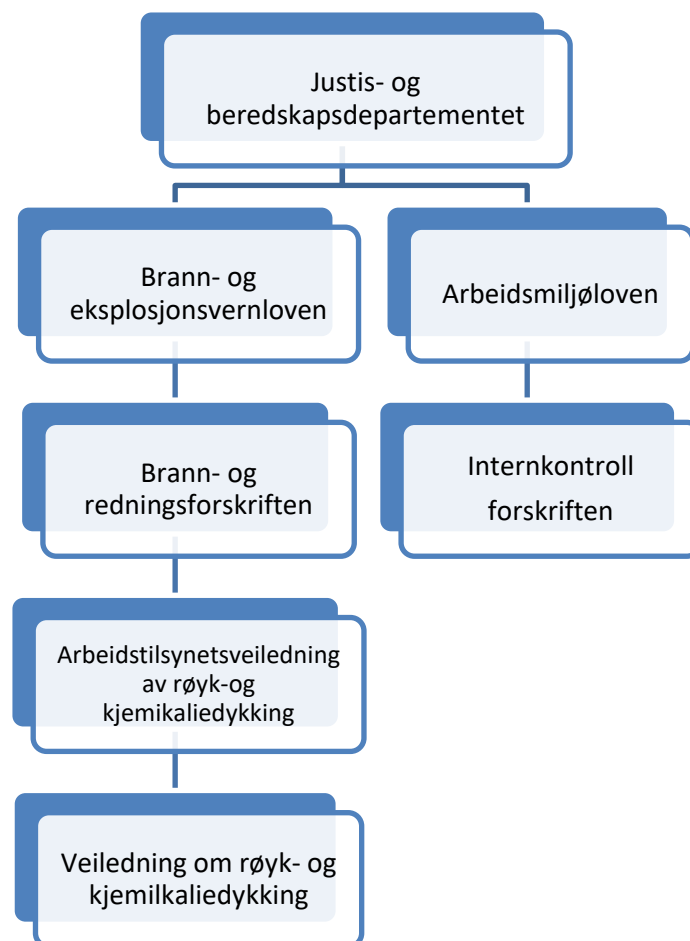 Justis- og
beredskapsdepartementet
Brann- og
eksplosjonsvernloven
Arbeidsmiljøloven
Brann- og
redningsforskriften
Internkontroll
forskriften
Arbeidstilsynetsveiledning
av røyk-og
kjemikaliedykking
Veiledning om røyk- og
kjemilkaliedykking